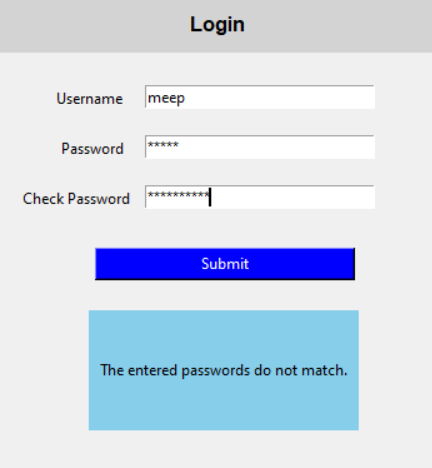 Login
Username meep
Password *****
Check Password **********
Submit
The entered passwords do not match.